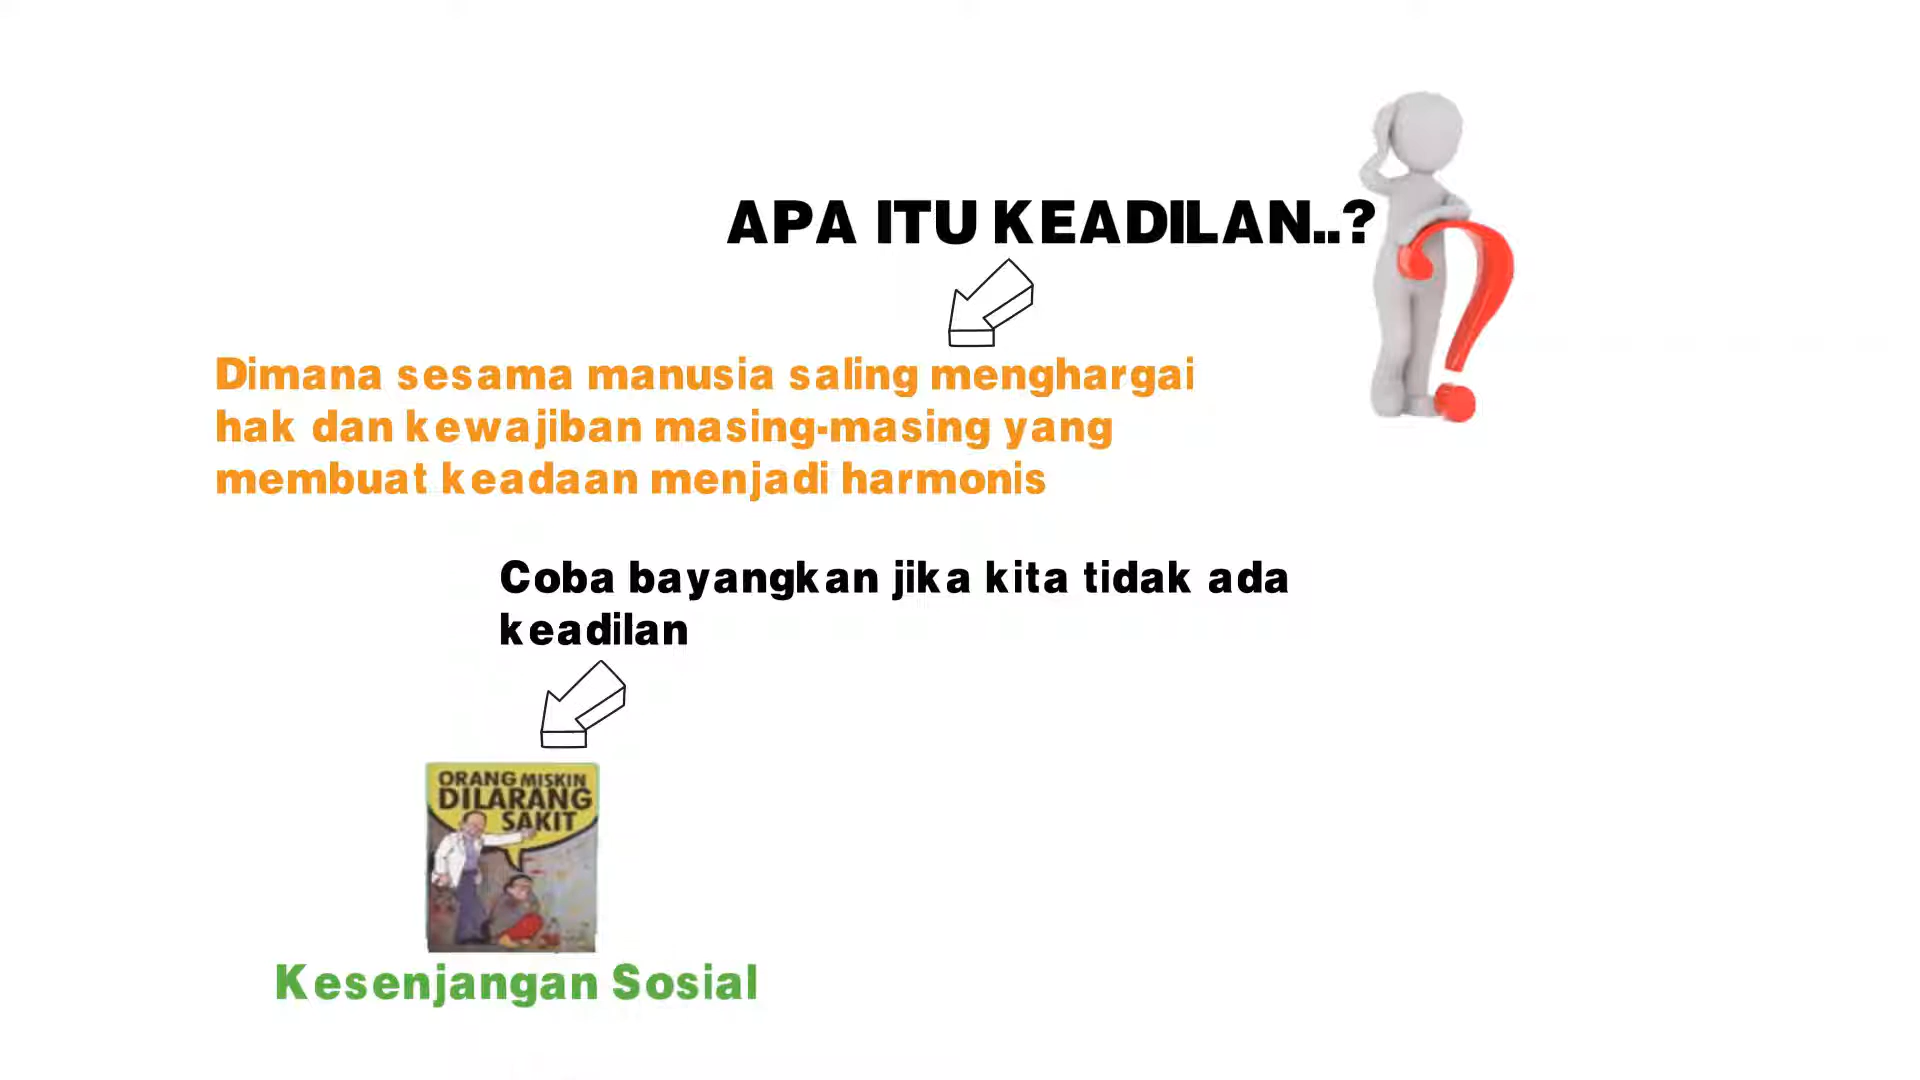 APA ITU KEADILAN..?
Dimana sesama manusia saling menghargai
hak dan kewajiban masing-masing yang
membuat keadaan menjadi harmonis
Coba bayangkan jika kita tidak ada
keadilan
ORANG MISKIN
DILARANG
SAKIT
Kesenjangan Sosial